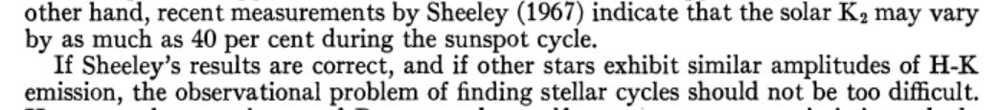 other hand, recent measurements by Sheeley (1967) indicate that the solar K₂ may vary
by as much as 40 per cent during the sunspot cycle.
If Sheeley's results are correct, and if other stars exhibit similar amplitudes of H-K
emission, the observational problem of finding stellar cycles should not be too difficult.